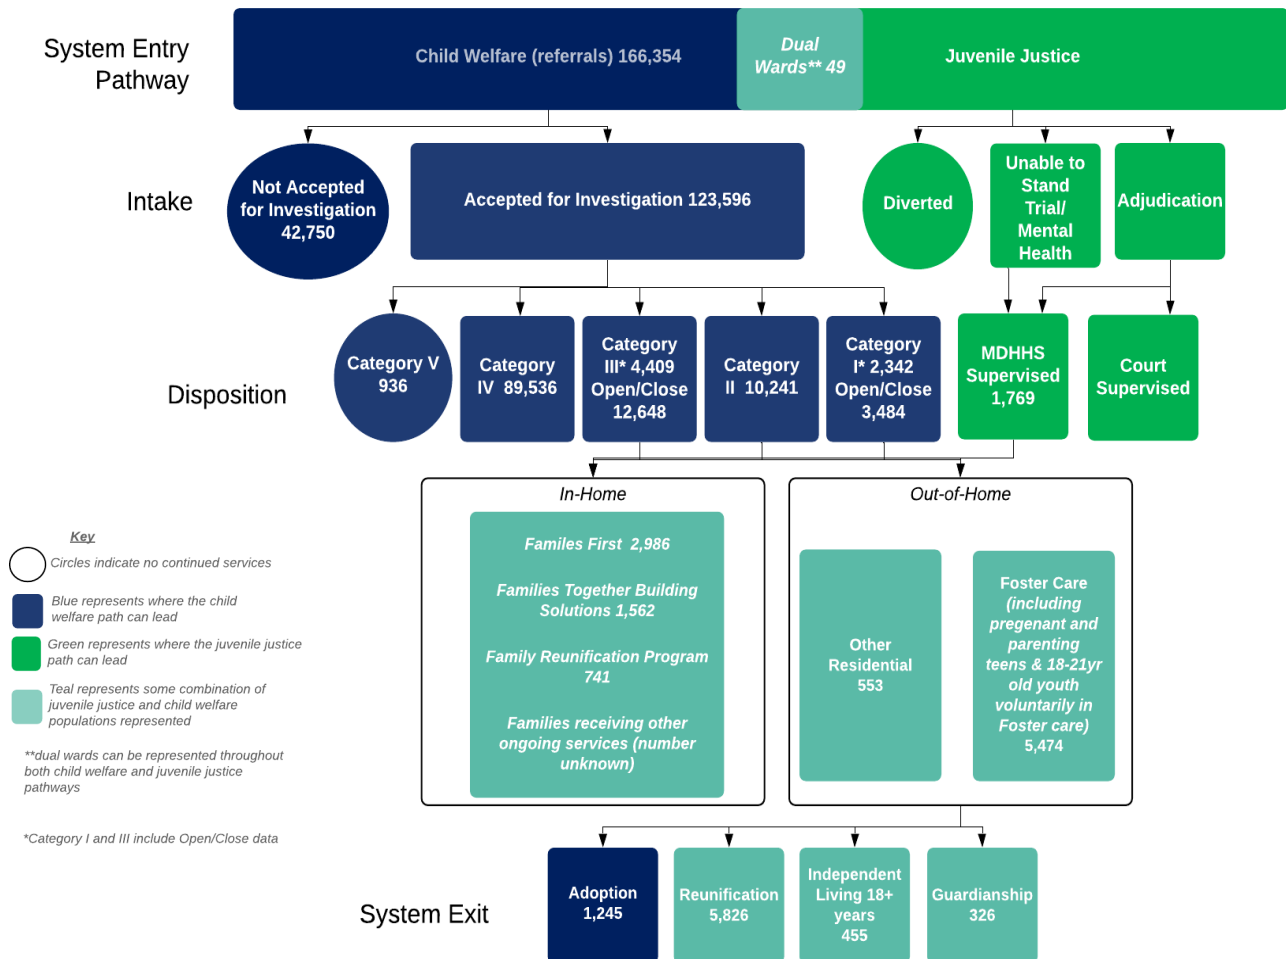 System Entry
Pathway
Child Welfare (referrals) 166,354
Dual
Wards** 49
Juvenile Justice
Intake
Not Accepted
for Investigation
42,750
Accepted for Investigation 123,596
Diverted
Unable to
Stand
Trial/
Mental
Health
Adjudication
Disposition
Category V
936
Category
IV 89,536
Category
III* 4,409
Open/Close
12,648
Category
II 10,241
Category
I* 2,342
Open/Close
3,484
MDHHS
Supervised
1,769
Court
Supervised
In-Home
Familes First 2,986
Families Together Building
Solutions 1,562
Family Reunification Program
741
Families receiving other
ongoing services (number
unknown)
Out-of-Home
Other
Residential
553
Foster Care
(including
pregenant and
parenting
teens & 18-21yr
old youth
voluntarily in
Foster care)
5,474
Key
Circles indicate no continued services
Blue represents where the child
welfare path can lead
Green represents where the juvenile justice
path can lead
Teal represents some combination of
juvenile justice and child welfare
populations represented
**dual wards can be represented throughout
both child welfare and juvenile justice
pathways
*Category I and III include Open/Close data
System Exit
Adoption
1,245
Reunification
5,826
Independent
Living 18+
years
455
Guardianship
326